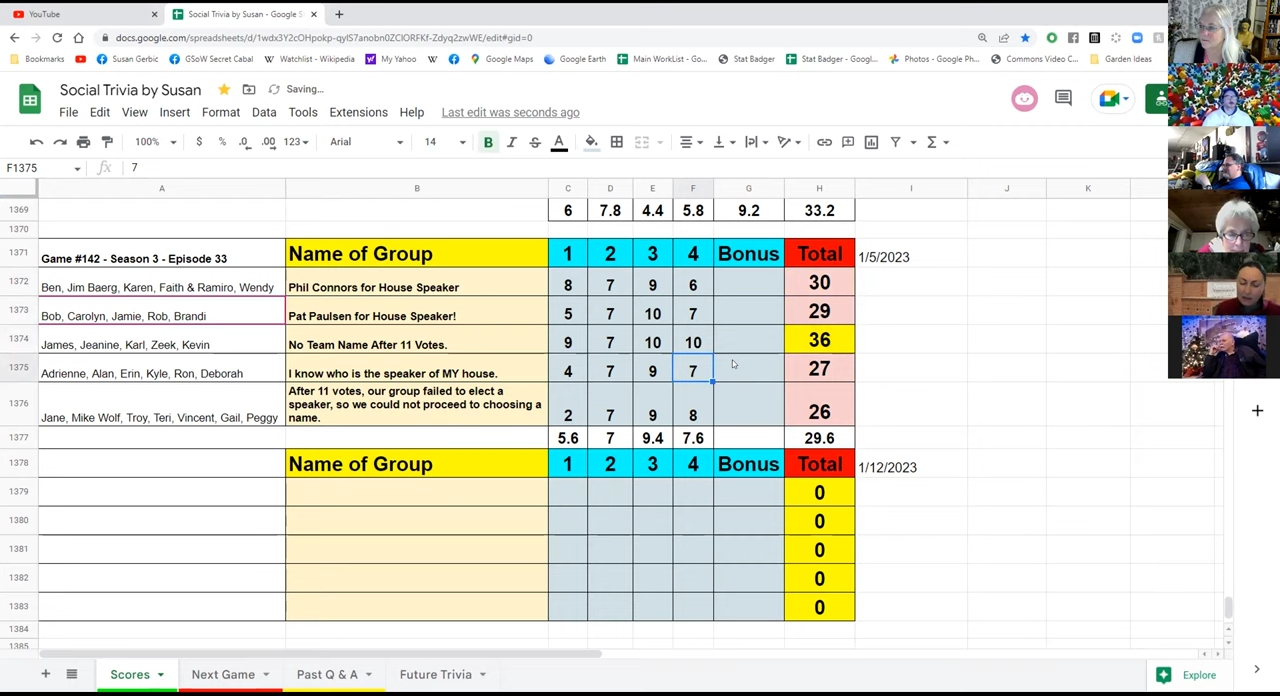 YouTube
Social Trivia by Susan - Google S
docs.google.com/spreadsheets/d/1wdx3Y2cOHpokp-qyIS7anobn0ZClORFKf-Zdyq2zwWE/edit#gid=0
Bookmarks Susan Gerbic GSoW Secret Cabal Watchlist - Wikipedia My Yahoo Google Maps Google Earth Main WorkList - Go... Stat Badger Stat Badger - Googl... Photos - Google Ph... Commons Video C... Garden Ideas
Social Trivia by Susan Saving...
File Edit View Insert Format Data Tools Extensions Help Last edit was seconds ago
100% $ % .0 .00 123 Arial 14 B I S A
F1375 fx 7
A B C D E F G H I J K
1369 6 7.8 4.4 5.8 9.2 33.2
1370
1371 Game #142 - Season 3 - Episode 33 Name of Group 1 2 3 4 Bonus Total 1/5/2023
1372 Ben, Jim Baerg, Karen, Faith & Ramiro, Wendy Phil Connors for House Speaker 8 7 9 6 30
1373 Bob, Carolyn, Jamie, Rob, Brandi Pat Paulsen for House Speaker! 5 7 10 7 29
1374 James, Jeanine, Karl, Zeek, Kevin No Team Name After 11 Votes. 9 7 10 10 36
1375 Adrienne, Alan, Erin, Kyle, Ron, Deborah I know who is the speaker of MY house. 4 7 9 7 27
After 11 votes, our group failed to elect a
speaker, so we could not proceed to choosing a
1376 Jane, Mike Wolf, Troy, Teri, Vincent, Gail, Peggy name. 2 7 9 8 26
1377 5.6 7 9.4 7.6 29.6
1378 Name of Group 1 2 3 4 Bonus Total 1/12/2023
1379 0
1380 0
1381 0
1382 0
1383 0
1384
1385
Scores Next Game Past Q & A Future Trivia Explore